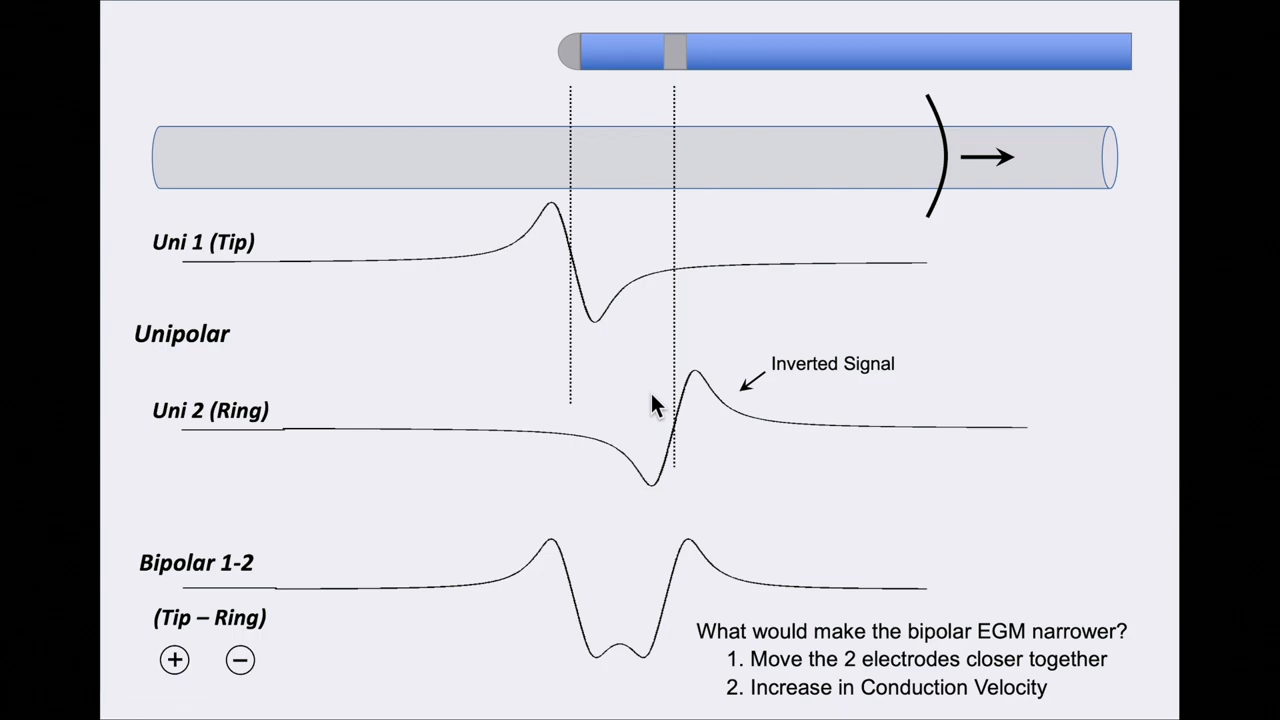 Uni 1 (Tip)
Unipolar
Inverted Signal
Uni 2 (Ring)
Bipolar 1-2
(Tip – Ring)
+ −
What would make the bipolar EGM narrower?
1. Move the 2 electrodes closer together
2. Increase in Conduction Velocity